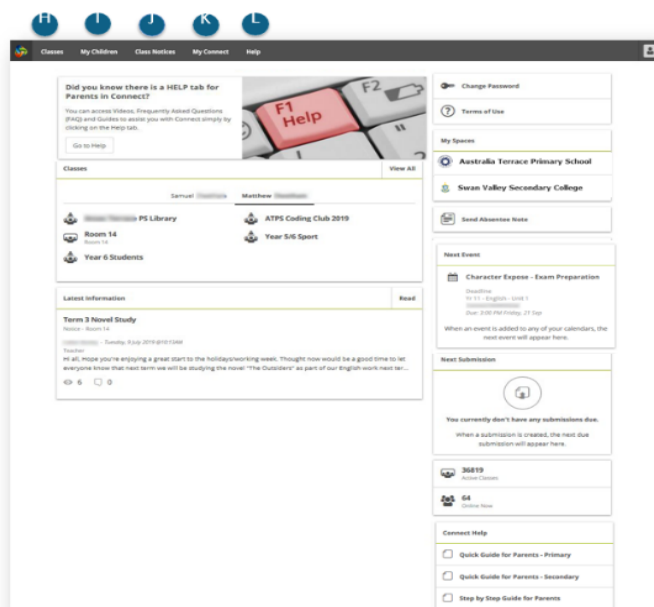 H I J K L
Classes My Children Class Notices My Connect Help
Did you know there is a HELP tab for
Parents in Connect?
You can access Videos, Frequently Asked Questions
(FAQ) and Guides to assist you with Connect simply by
clicking on the Help tab.
Go to Help
F1
Help
F2
Change Password
Terms of Use
My Spaces
Australia Terrace Primary School
Swan Valley Secondary College
Send Absentee Note
Classes View All
Samuel Matthew
PS Library
ATPS Coding Club 2019
Room 14
Room 14
Year 5/6 Sport
Year 6 Students
Next Event
Character Expose - Exam Preparation
Deadline
Yr 11 - English - Unit 1
Due: 3:00 PM Friday, 21 Sep
When an event is added to any of your calendars, the
next event will appear here.
Latest Information Read
Term 3 Novel Study
Notice - Room 14
- Tuesday, 9 July 2019 @10:13AM
Teacher
Hi all, Hope you're enjoying a great start to the holidays/working week. Thought now would be a good time to let
everyone know that next term we will be studying the novel "The Outsiders" as part of our English work next ter...
6 0
Next Submission
You currently don't have any submissions due.
When a submission is created, the next due
submission will appear here.
36819
Active Classes
64
Online Now
Connect Help
Quick Guide for Parents - Primary
Quick Guide for Parents - Secondary
Step by Step Guide for Parents